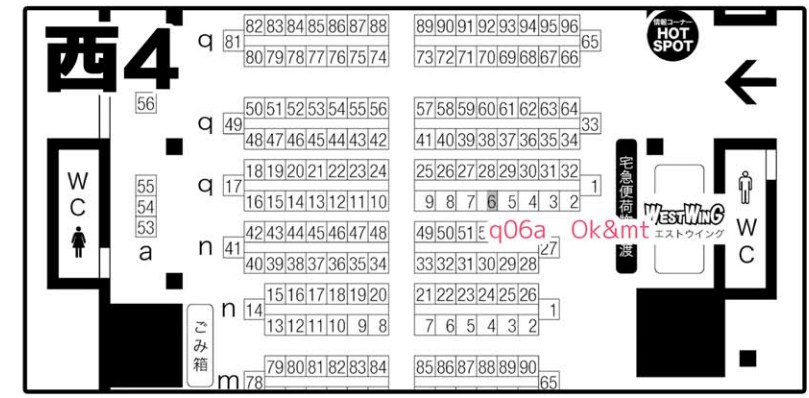 西4
情報コーナー
HOT
SPOT
q 81 82 83 84 85 86 87 88 89 90 91 92 93 94 95 96 65
80 79 78 77 76 75 74 73 72 71 70 69 68 67 66
56
q 49 50 51 52 53 54 55 56 57 58 59 60 61 62 63 64 33
48 47 46 45 44 43 42 41 40 39 38 37 36 35 34
q 17 18 19 20 21 22 23 24 25 26 27 28 29 30 31 32 1
16 15 14 13 12 11 10 9 8 7 6 5 4 3 2
WC
55
54
53
a
宅急便荷
渡
WESTWING
エストウイング
WC
n 41 42 43 44 45 46 47 48 49 50 51 27
q06a Ok&mt
40 39 38 37 36 35 34 33 32 31 30 29 28
n 14 15 16 17 18 19 20 21 22 23 24 25 26 1
13 12 11 10 9 8 7 6 5 4 3 2
ごみ箱
m 78 79 80 81 82 83 84 85 86 87 88 89 90 65